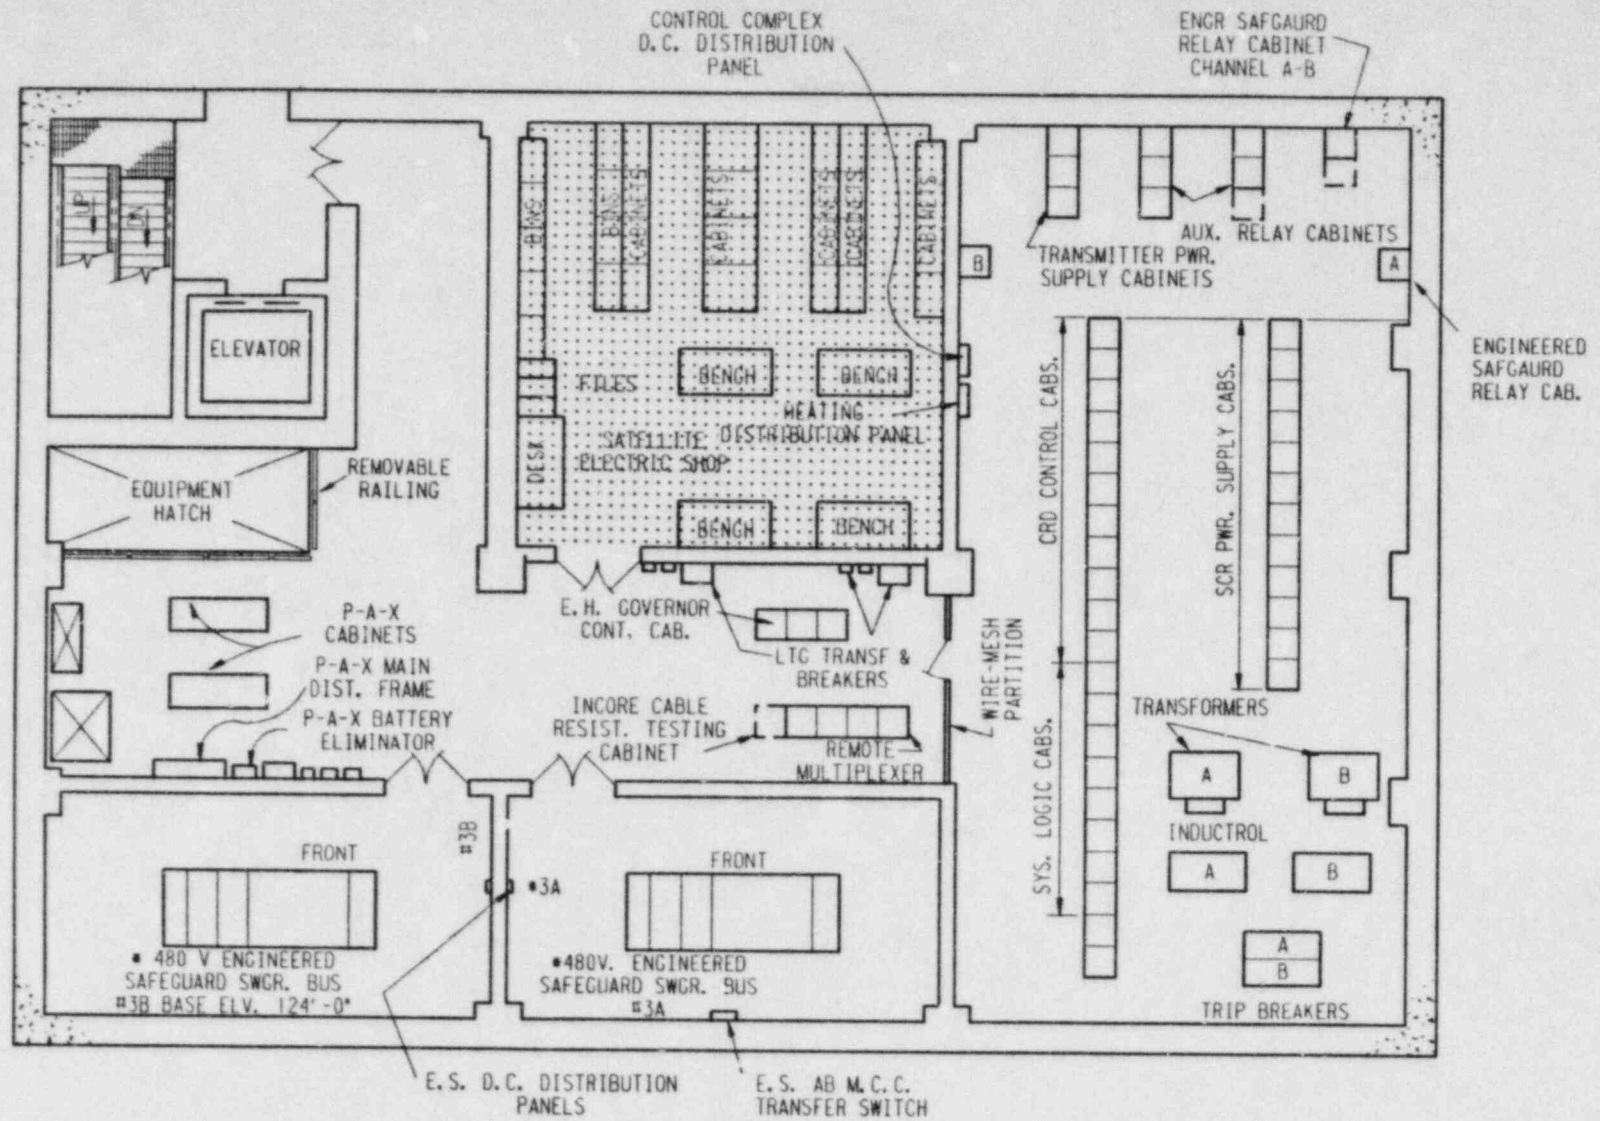 CONTROL COMPLEX
D.C. DISTRIBUTION
PANEL
ENGR SAFGAURD
RELAY CABINET
CHANNEL A-B
UP
DN
BINS
BINS
CABINETS
CABINETS
CABINETS
CABINETS
CABINETS
B
A
AUX. RELAY CABINETS
TRANSMITTER PWR.
SUPPLY CABINETS
ELEVATOR
ENGINEERED
SAFGAURD
RELAY CAB.
FILES
BENCH
BENCH
HEATING
DISTRIBUTION PANEL
SATELLITE
ELECTRIC SHOP
DESK
BENCH
BENCH
CRD CONTROL CABS.
SCR PWR. SUPPLY CABS.
REMOVABLE
RAILING
EQUIPMENT
HATCH
P-A-X
CABINETS
P-A-X MAIN
DIST. FRAME
P-A-X BATTERY
ELIMINATOR
E.H. GOVERNOR
CONT. CAB.
LTG TRANSF &
BREAKERS
INCORE CABLE
RESIST. TESTING
CABINET
REMOTE
MULTIPLEXER
WIRE-MESH
PARTITION
SYS. LOGIC CABS.
TRANSFORMERS
A
B
INDUCTROL
A
B
A
B
TRIP BREAKERS
#3B
FRONT
*3A
FRONT
* 480 V ENGINEERED
SAFEGUARD SWGR. BUS
#3B BASE ELV. 124'-0"
*480V. ENGINEERED
SAFEGUARD SWGR. BUS
#3A
E.S. D.C. DISTRIBUTION
PANELS
E.S. AB M.C.C.
TRANSFER SWITCH